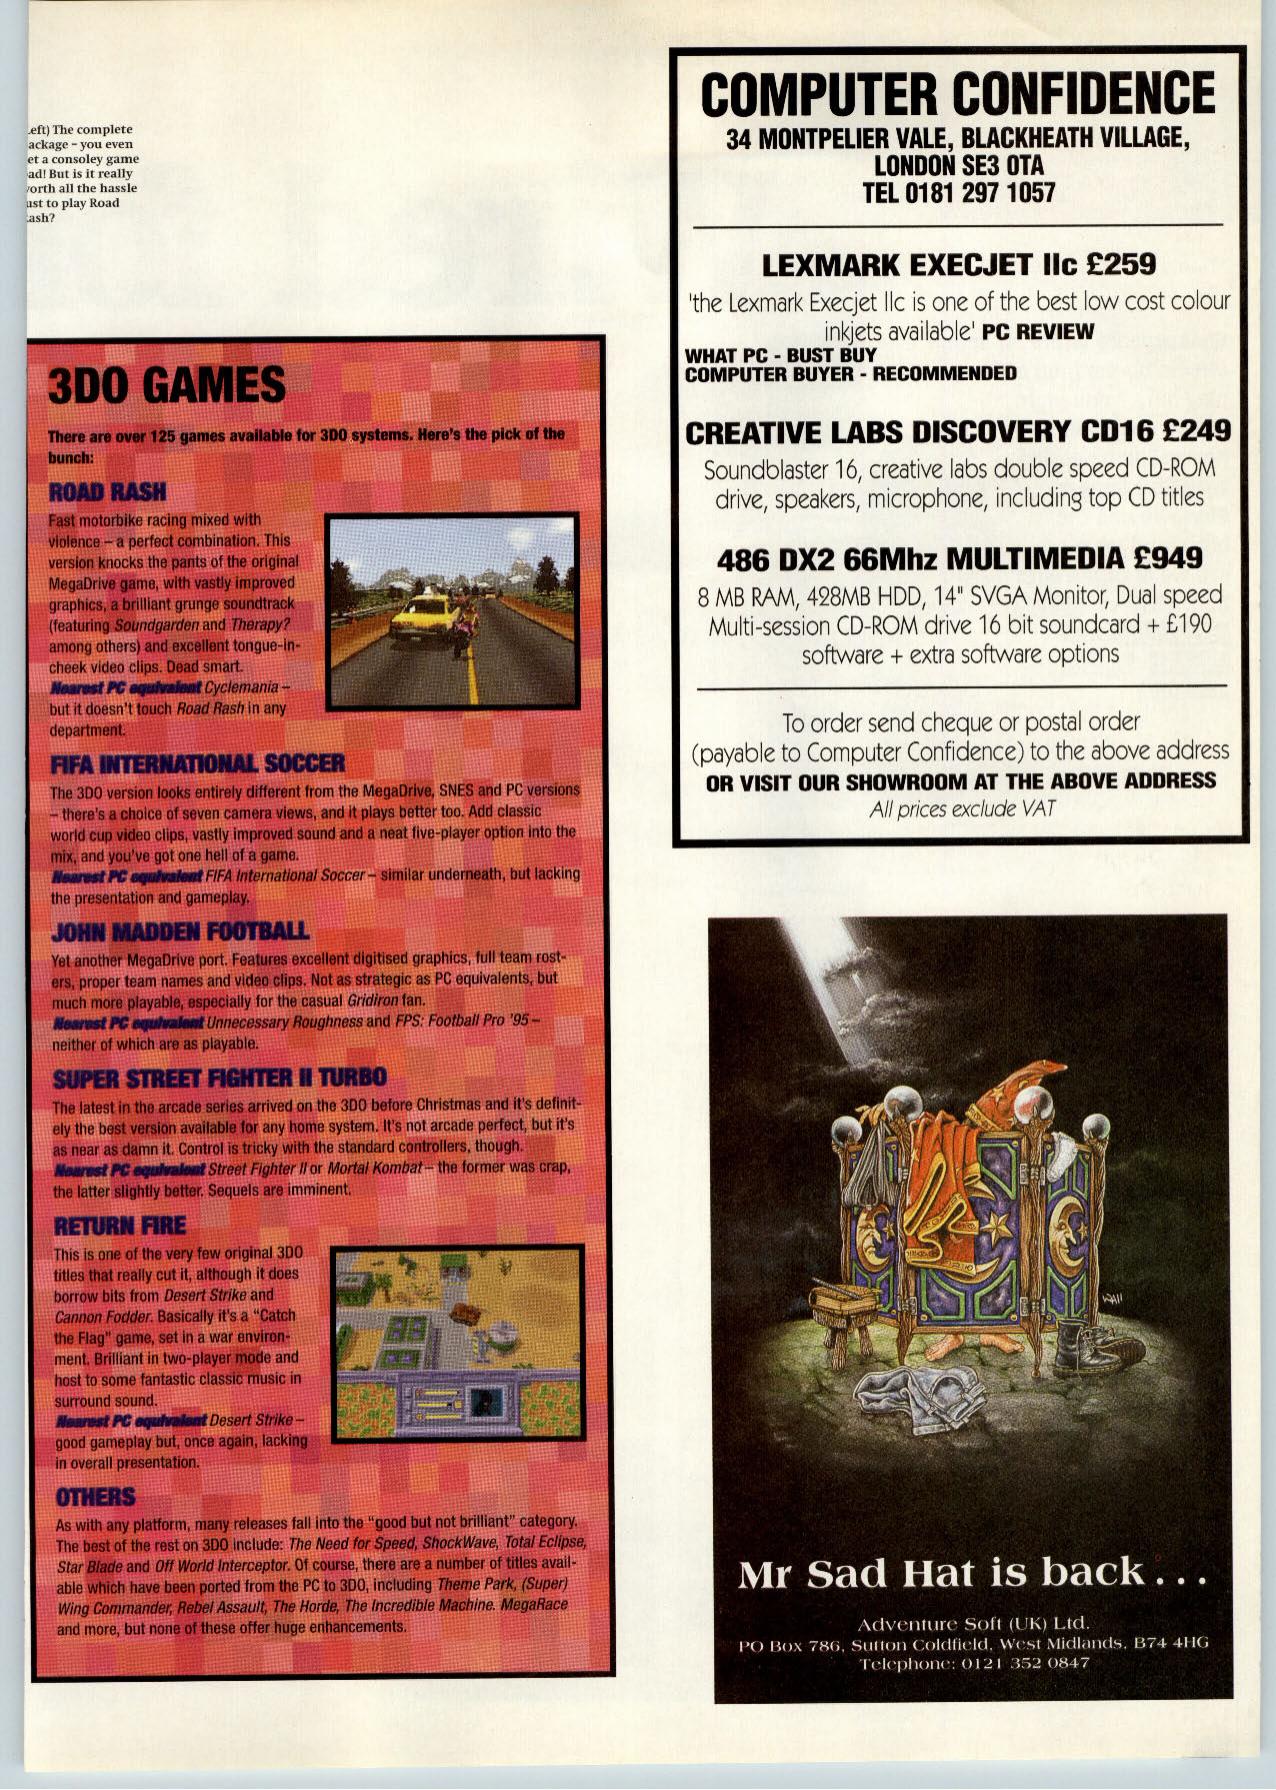 .eft) The complete
ackage – you even
et a consoley game
ad! But is it really
orth all the hassle
ust to play Road
ash?
3DO GAMES
There are over 125 games available for 3DO systems. Here's the pick of the
bunch:
ROAD RASH
Fast motorbike racing mixed with
violence – a perfect combination. This
version knocks the pants of the original
MegaDrive game, with vastly improved
graphics, a brilliant grunge soundtrack
(featuring Soundgarden and Therapy?
among others) and excellent tongue-in-
cheek video clips. Dead smart.
Nearest PC equivalent Cyclemania –
but it doesn't touch Road Rash in any
department.
FIFA INTERNATIONAL SOCCER
The 3DO version looks entirely different from the MegaDrive, SNES and PC versions
– there's a choice of seven camera views, and it plays better too. Add classic
world cup video clips, vastly improved sound and a neat five-player option into the
mix, and you've got one hell of a game.
Nearest PC equivalent FIFA International Soccer – similar underneath, but lacking
the presentation and gameplay.
JOHN MADDEN FOOTBALL
Yet another MegaDrive port. Features excellent digitised graphics, full team rost-
ers, proper team names and video clips. Not as strategic as PC equivalents, but
much more playable, especially for the casual Gridiron fan.
Nearest PC equivalent Unnecessary Roughness and FPS: Football Pro '95 –
neither of which are as playable.
SUPER STREET FIGHTER II TURBO
The latest in the arcade series arrived on the 3DO before Christmas and it's definit-
ely the best version available for any home system. It's not arcade perfect, but it's
as near as damn it. Control is tricky with the standard controllers, though.
Nearest PC equivalent Street Fighter II or Mortal Kombat – the former was crap,
the latter slightly better. Sequels are imminent.
RETURN FIRE
This is one of the very few original 3DO
titles that really cut it, although it does
borrow bits from Desert Strike and
Cannon Fodder. Basically it's a "Catch
the Flag" game, set in a war environ-
ment. Brilliant in two-player mode and
host to some fantastic classic music in
surround sound.
Nearest PC equivalent Desert Strike –
good gameplay but, once again, lacking
in overall presentation.
OTHERS
As with any platform, many releases fall into the "good but not brilliant" category.
The best of the rest on 3DO include: The Need for Speed, ShockWave, Total Eclipse,
Star Blade and Off World Interceptor. Of course, there are a number of titles avail-
able which have been ported from the PC to 3DO, including Theme Park, (Super)
Wing Commander, Rebel Assault, The Horde, The Incredible Machine. MegaRace
and more, but none of these offer huge enhancements.
COMPUTER CONFIDENCE
34 MONTPELIER VALE, BLACKHEATH VILLAGE,
LONDON SE3 0TA
TEL 0181 297 1057
LEXMARK EXECJET IIc £259
'the Lexmark Execjet IIc is one of the best low cost colour
inkjets available' PC REVIEW
WHAT PC - BUST BUY
COMPUTER BUYER - RECOMMENDED
CREATIVE LABS DISCOVERY CD16 £249
Soundblaster 16, creative labs double speed CD-ROM
drive, speakers, microphone, including top CD titles
486 DX2 66Mhz MULTIMEDIA £949
8 MB RAM, 428MB HDD, 14" SVGA Monitor, Dual speed
Multi-session CD-ROM drive 16 bit soundcard + £190
software + extra software options
To order send cheque or postal order
(payable to Computer Confidence) to the above address
OR VISIT OUR SHOWROOM AT THE ABOVE ADDRESS
All prices exclude VAT
WAll
Mr Sad Hat is back . . .
Adventure Soft (UK) Ltd.
PO Box 786, Sutton Coldfield, West Midlands, B74 4HG
Telephone: 0121 352 0847